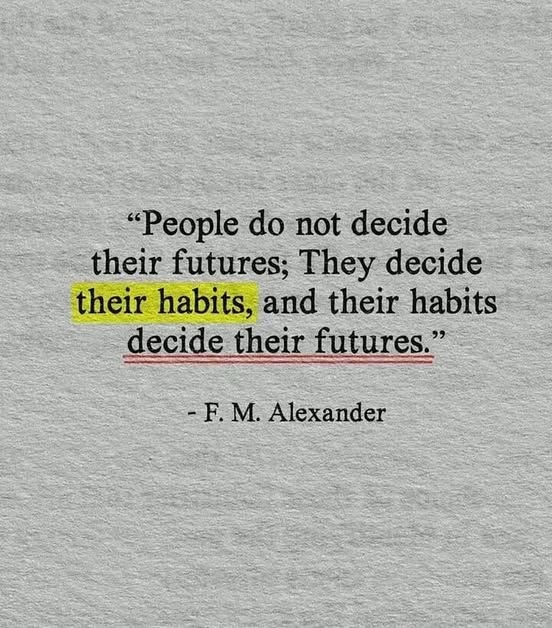 “People do not decide
their futures; They decide
their habits, and their habits
decide their futures.”
- F. M. Alexander